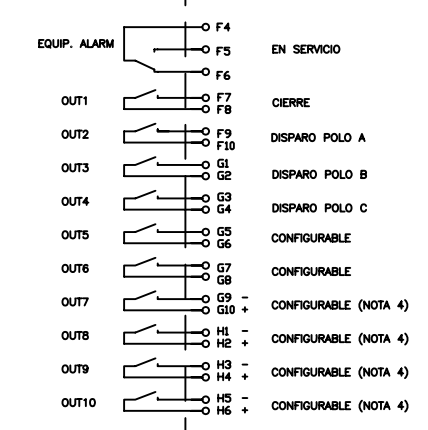 F4
EQUIP. ALARM F5 EN SERVICIO
F6
OUT1 F7 CIERRE
F8
OUT2 F9 DISPARO POLO A
F10
OUT3 G1 DISPARO POLO B
G2
OUT4 G3 DISPARO POLO C
G4
OUT5 G5 CONFIGURABLE
G6
OUT6 G7 CONFIGURABLE
G8
OUT7 G9 - CONFIGURABLE (NOTA 4)
G10 +
OUT8 H1 - CONFIGURABLE (NOTA 4)
H2 +
OUT9 H3 - CONFIGURABLE (NOTA 4)
H4 +
OUT10 H5 - CONFIGURABLE (NOTA 4)
H6 +